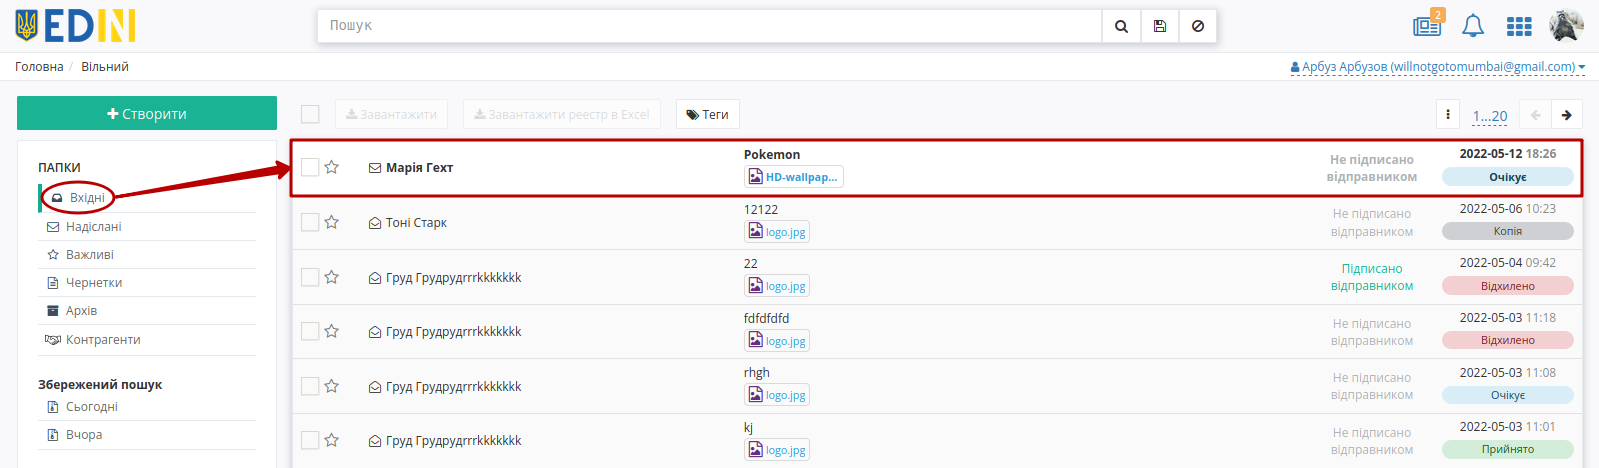 EDIN
Пошук
2
Головна / Вільний
Арбуз Арбузов (willnotgotomumbai@gmail.com)
Створити
Завантажити
Завантажити реєстр в Excel
Теги
1...20
ПАПКИ
Вхідні
Надіслані
Важливі
Чернетки
Архів
Контрагенти
Збережений пошук
Сьогодні
Вчора
Марія Гехт
Pokemon
HD-wallpap...
Не підписано
відправником
2022-05-12 18:26
Очікує
Тоні Старк
12122
logo.jpg
Не підписано
відправником
2022-05-06 10:23
Копія
Груд Грудрудrrrkkkkkkk
22
logo.jpg
Підписано
відправником
2022-05-04 09:42
Відхилено
Груд Грудрудrrrkkkkkkk
fdfdfdfd
logo.jpg
Не підписано
відправником
2022-05-03 11:18
Відхилено
Груд Грудрудrrrkkkkkkk
rhgh
logo.jpg
Не підписано
відправником
2022-05-03 11:08
Очікує
Груд Грудрудrrrkkkkkkk
kj
logo.jpg
Не підписано
відправником
2022-05-03 11:01
Прийнято